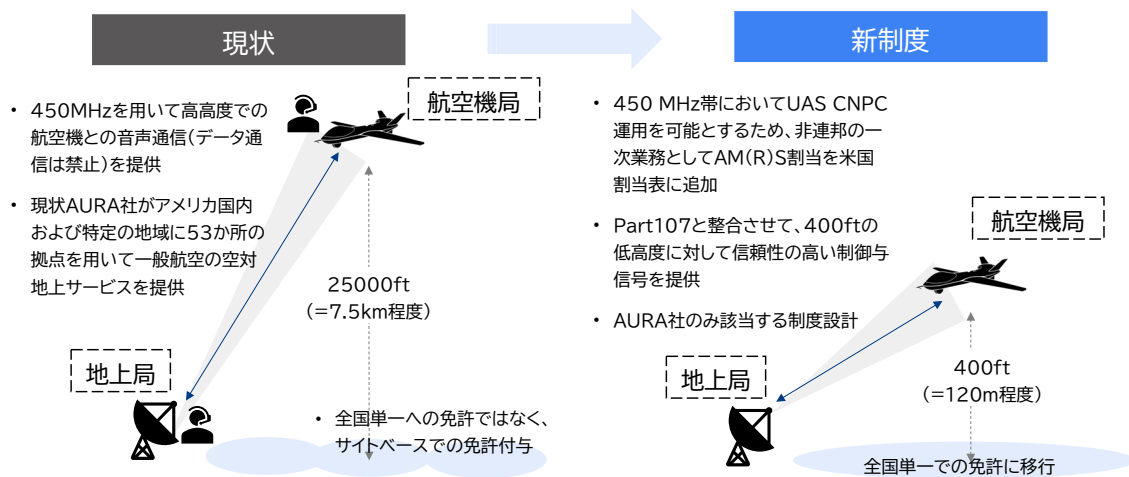 現状
新制度
• 450MHzを用いて高高度での
航空機との音声通信(データ通
信は禁止)を提供
• 現状AURA社がアメリカ国内
および特定の地域に53か所の
拠点を用いて一般航空の空対
地上サービスを提供
航空機局
25000ft
(=7.5km程度)
地上局
• 全国単一への免許ではなく、
サイトベースでの免許付与
• 450 MHz帯においてUAS CNPC
運用を可能とするため、非連邦の一
次業務としてAM(R)S割当を米国
割当表に追加
• Part107と整合させて、400ftの
低高度に対して信頼性の高い制御与
信号を提供
• AURA社のみ該当する制度設計
航空機局
地上局
400ft
(=120m程度)
全国単一での免許に移行